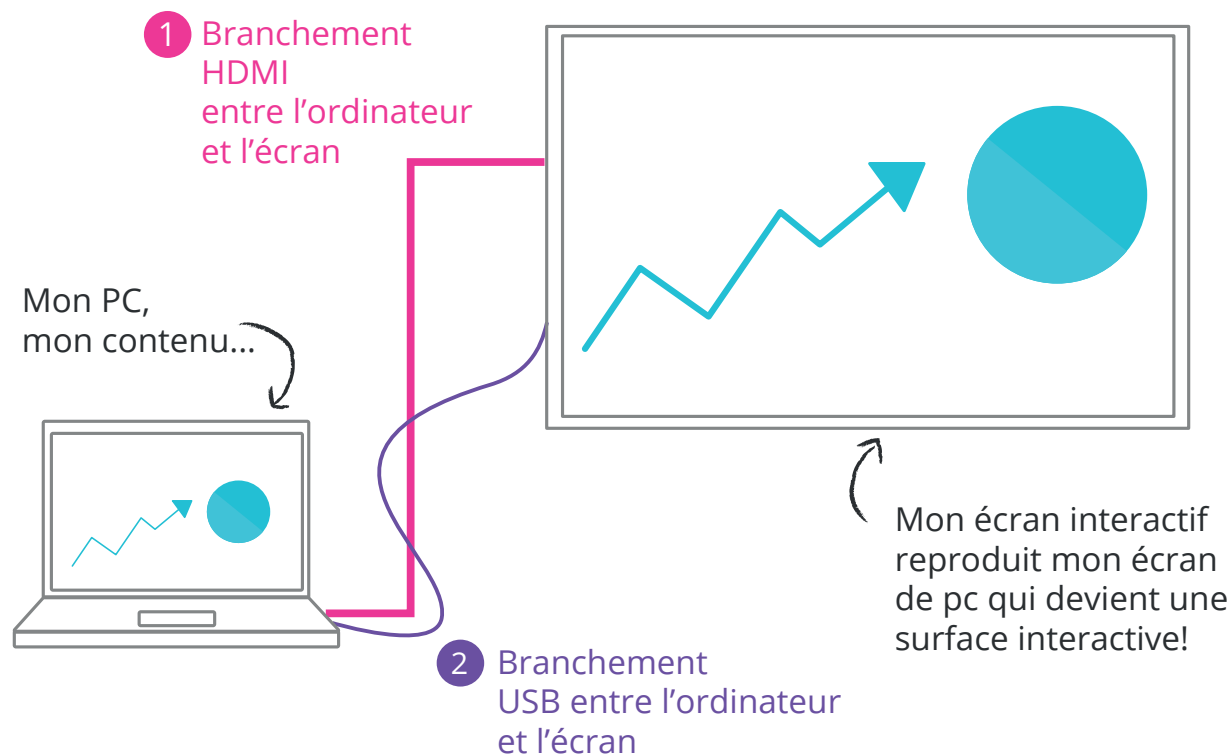 1 Branchement
HDMI
entre l’ordinateur
et l’écran
Mon PC,
mon contenu...
Mon écran interactif
reproduit mon écran
de pc qui devient une
surface interactive!
2 Branchement
USB entre l’ordinateur
et l’écran